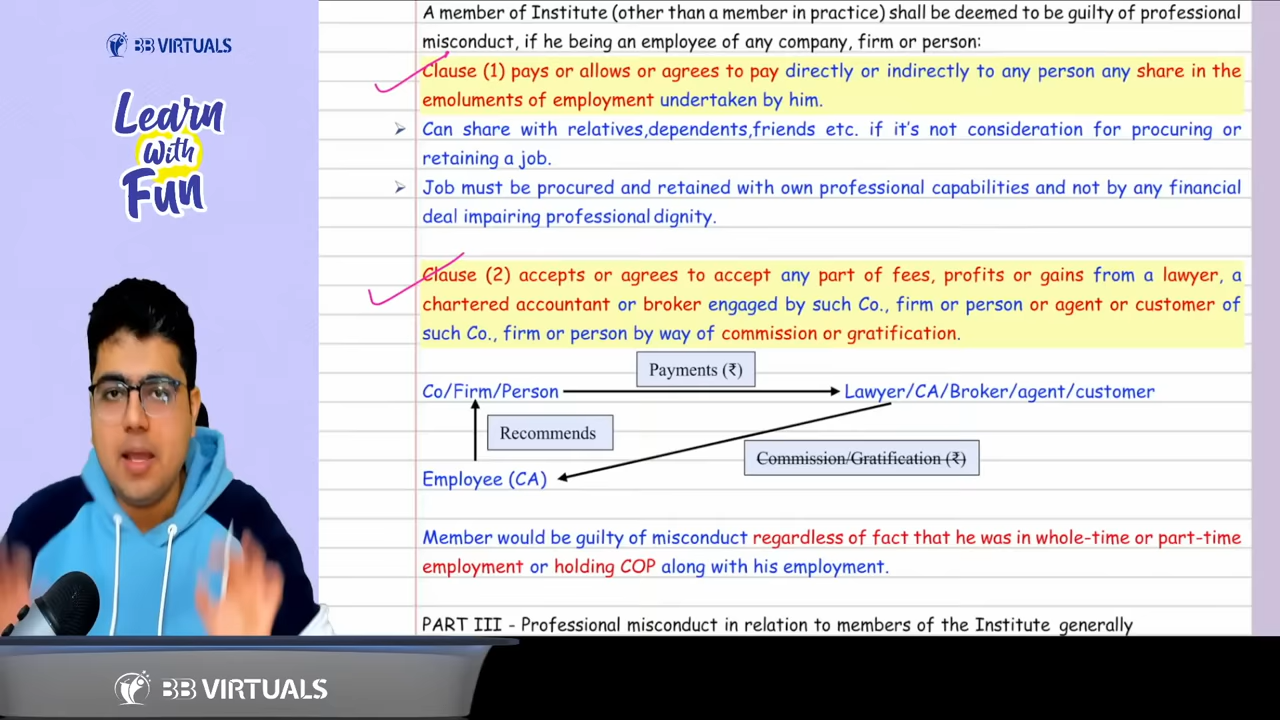 BB VIRTUALS
Learn
With
Fun
A member of Institute (other than a member in practice) shall be deemed to be guilty of professional
misconduct, if he being an employee of any company, firm or person:
Clause (1) pays or allows or agrees to pay directly or indirectly to any person any share in the
emoluments of employment undertaken by him.
Can share with relatives,dependents,friends etc. if it's not consideration for procuring or
retaining a job.
Job must be procured and retained with own professional capabilities and not by any financial
deal impairing professional dignity.
Clause (2) accepts or agrees to accept any part of fees, profits or gains from a lawyer, a
chartered accountant or broker engaged by such Co., firm or person or agent or customer of
such Co., firm or person by way of commission or gratification.
Payments (₹)
Co/Firm/Person
Lawyer/CA/Broker/agent/customer
Recommends
Commission/Gratification (₹)
Employee (CA)
Member would be guilty of misconduct regardless of fact that he was in whole-time or part-time
employment or holding COP along with his employment.
PART III - Professional misconduct in relation to members of the Institute generally
BB VIRTUALS